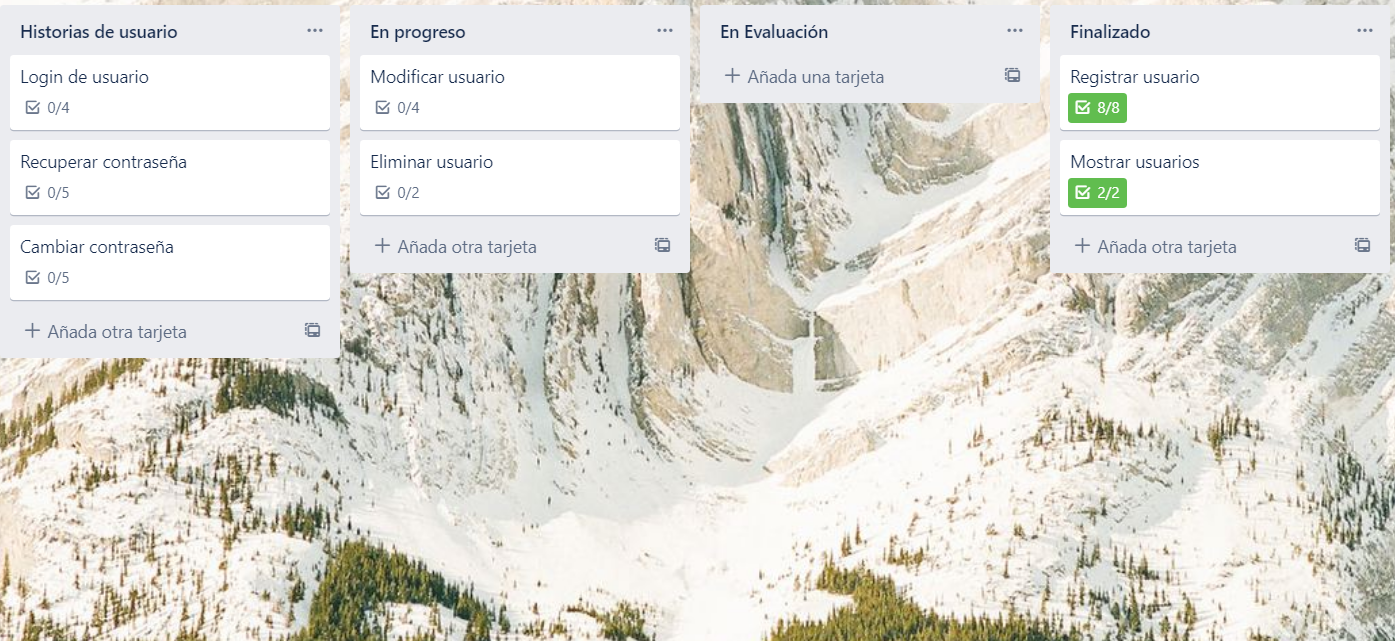 Historias de usuario
Login de usuario
0/4
Recuperar contraseña
0/5
Cambiar contraseña
0/5
+ Añada otra tarjeta
En progreso
Modificar usuario
0/4
Eliminar usuario
0/2
+ Añada otra tarjeta
En Evaluación
+ Añada una tarjeta
Finalizado
Registrar usuario
8/8
Mostrar usuarios
2/2
+ Añada otra tarjeta